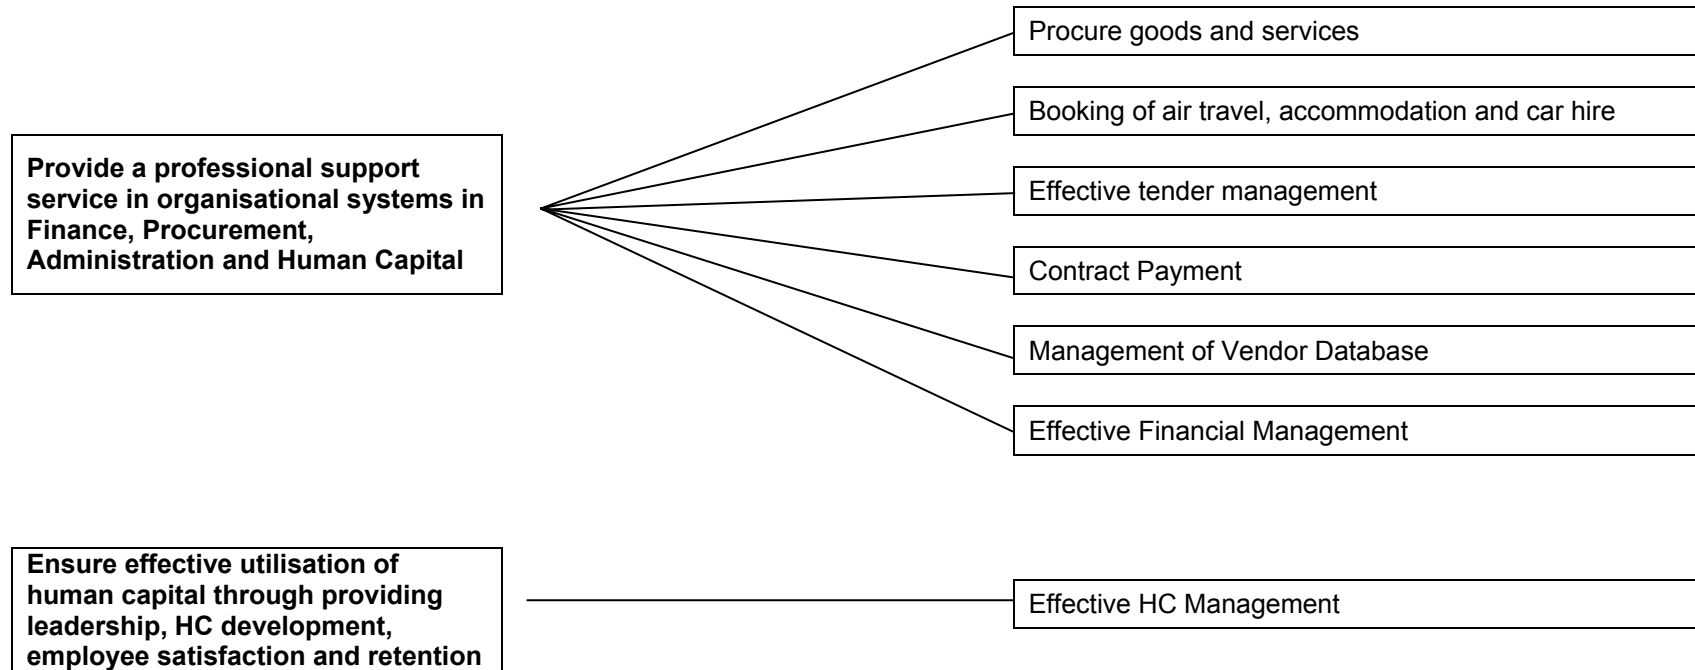 Procure goods and services
Booking of air travel, accommodation and car hire
Provide a professional support
service in organisational systems in
Finance, Procurement,
Administration and Human Capital
Effective tender management
Contract Payment
Management of Vendor Database
Effective Financial Management
Ensure effective utilisation of
human capital through providing
leadership, HC development,
employee satisfaction and retention
Effective HC Management